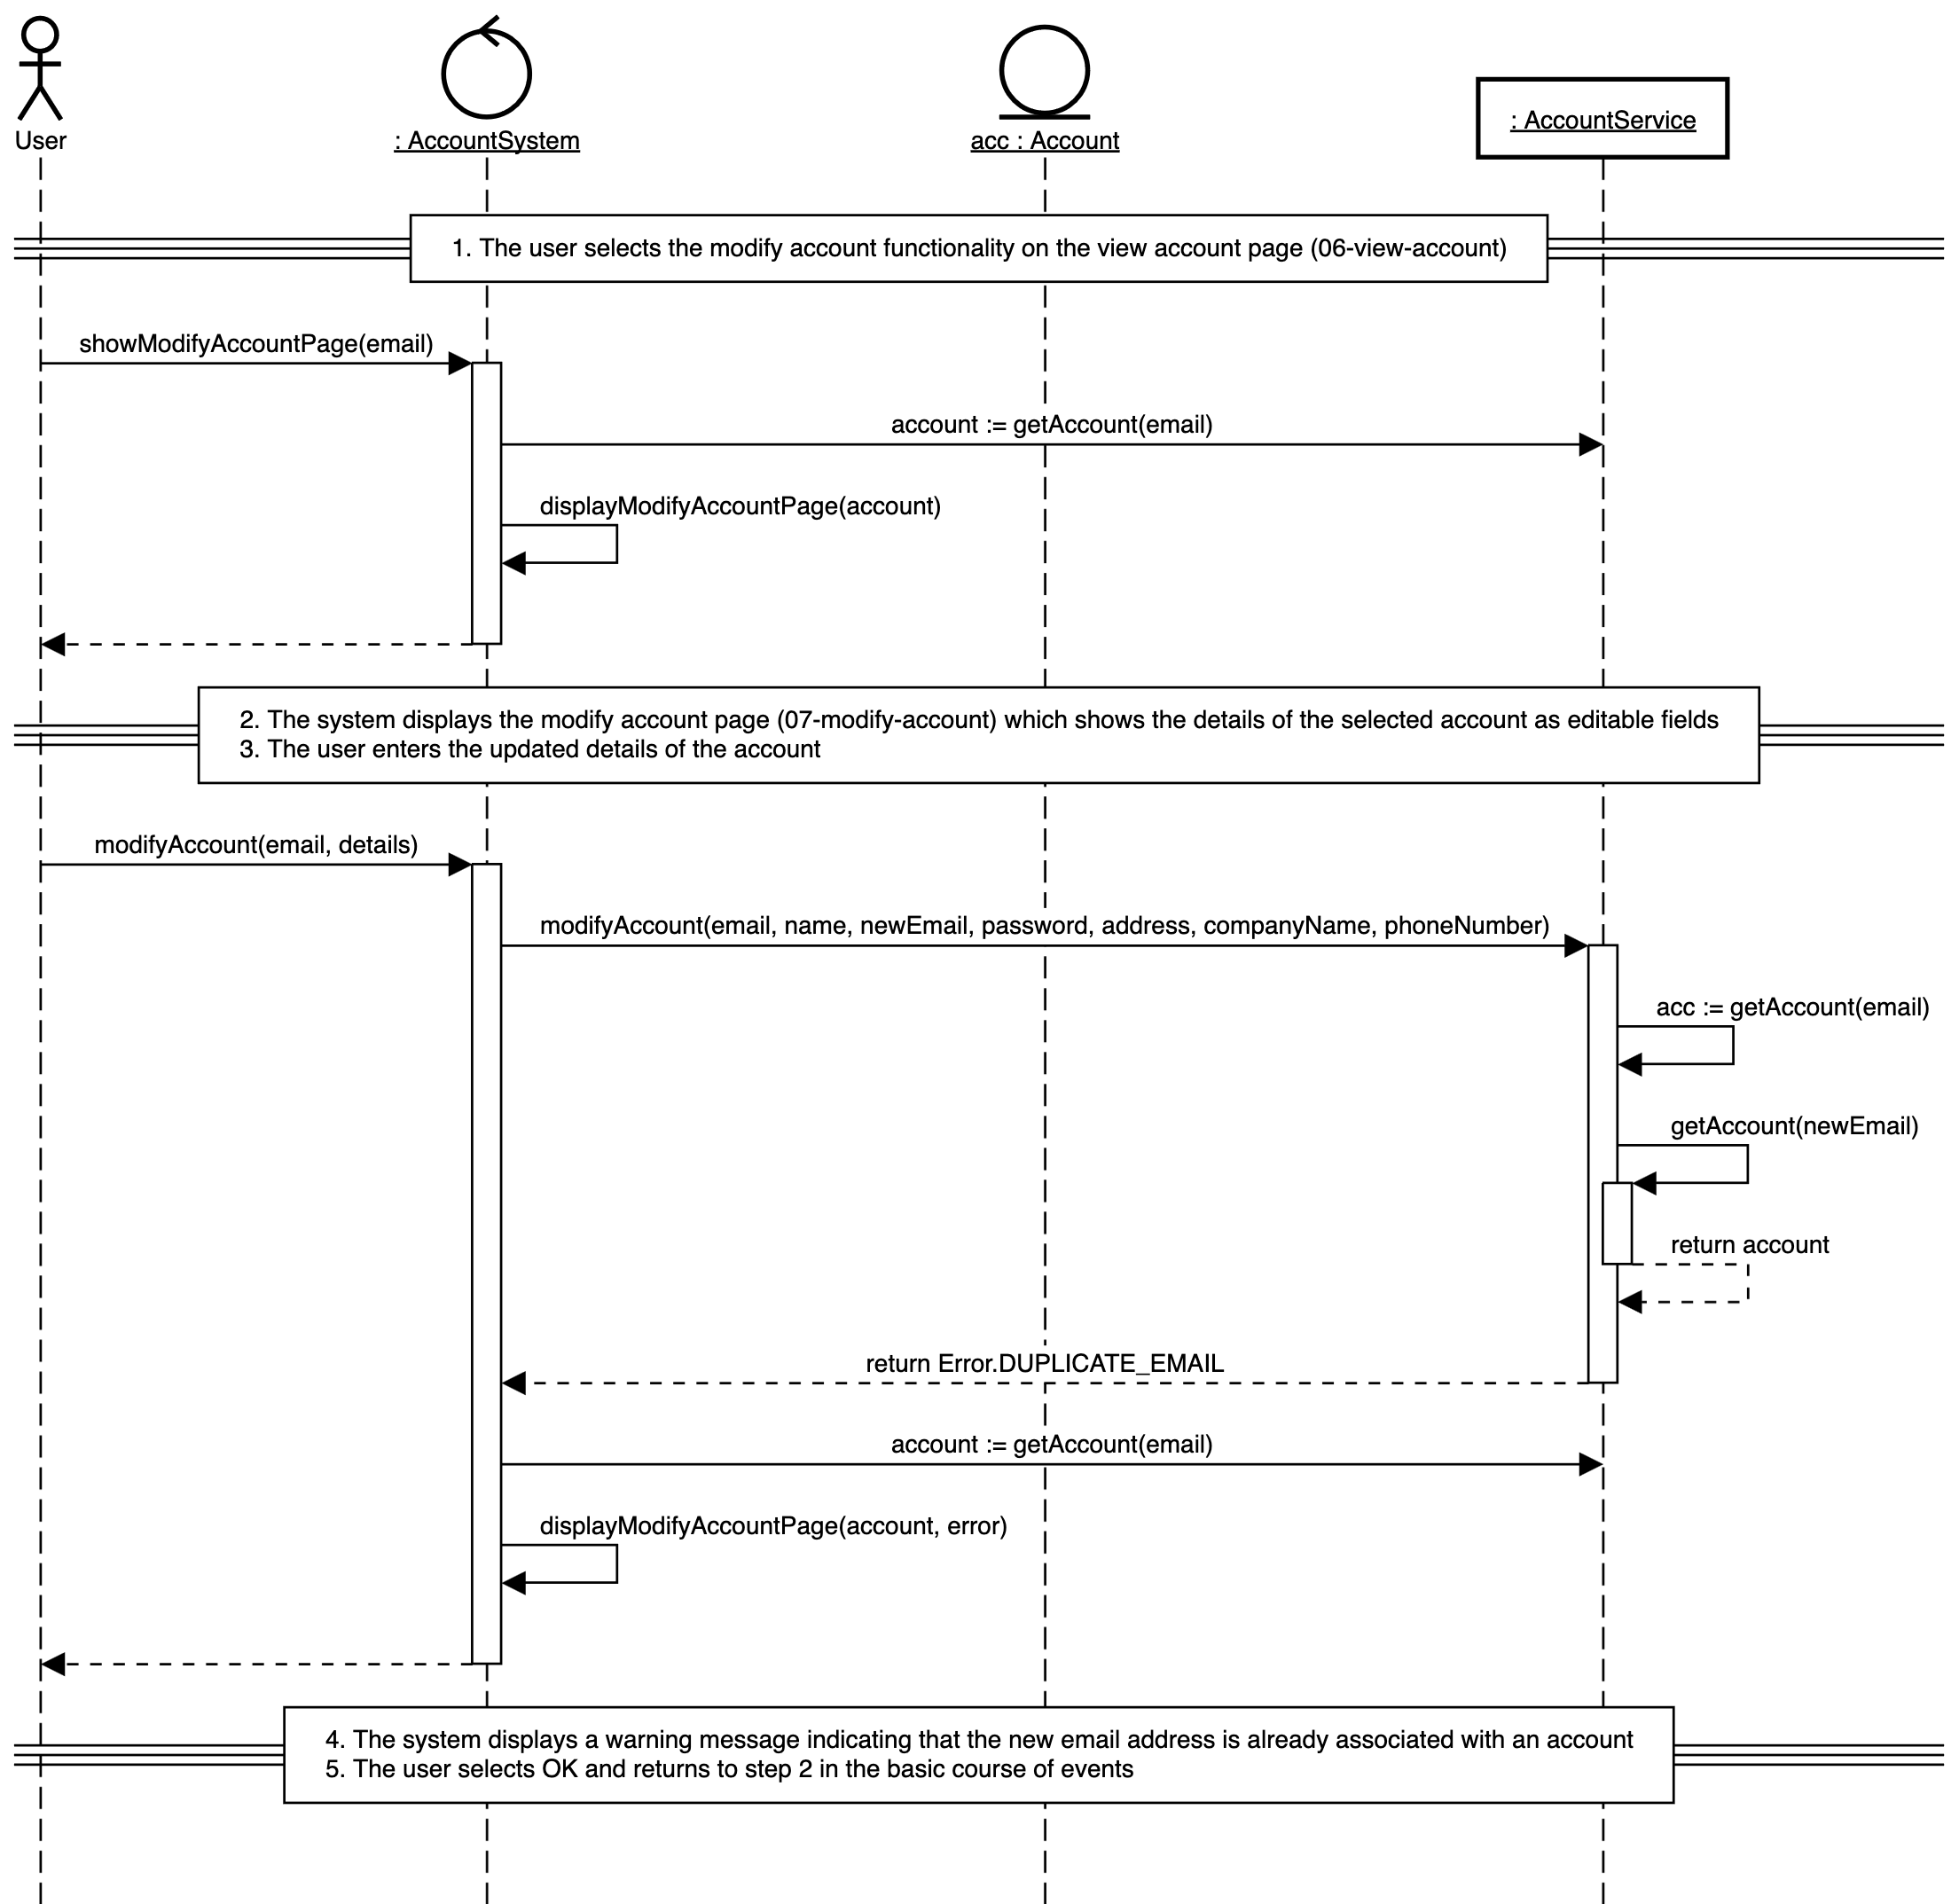 User
: AccountSystem
acc : Account
: AccountService
1. The user selects the modify account functionality on the view account page (06-view-account)
showModifyAccountPage(email)
account := getAccount(email)
displayModifyAccountPage(account)
2. The system displays the modify account page (07-modify-account) which shows the details of the selected account as editable fields
3. The user enters the updated details of the account
modifyAccount(email, details)
modifyAccount(email, name, newEmail, password, address, companyName, phoneNumber)
acc := getAccount(email)
getAccount(newEmail)
return account
return Error.DUPLICATE_EMAIL
account := getAccount(email)
displayModifyAccountPage(account, error)
4. The system displays a warning message indicating that the new email address is already associated with an account
5. The user selects OK and returns to step 2 in the basic course of events